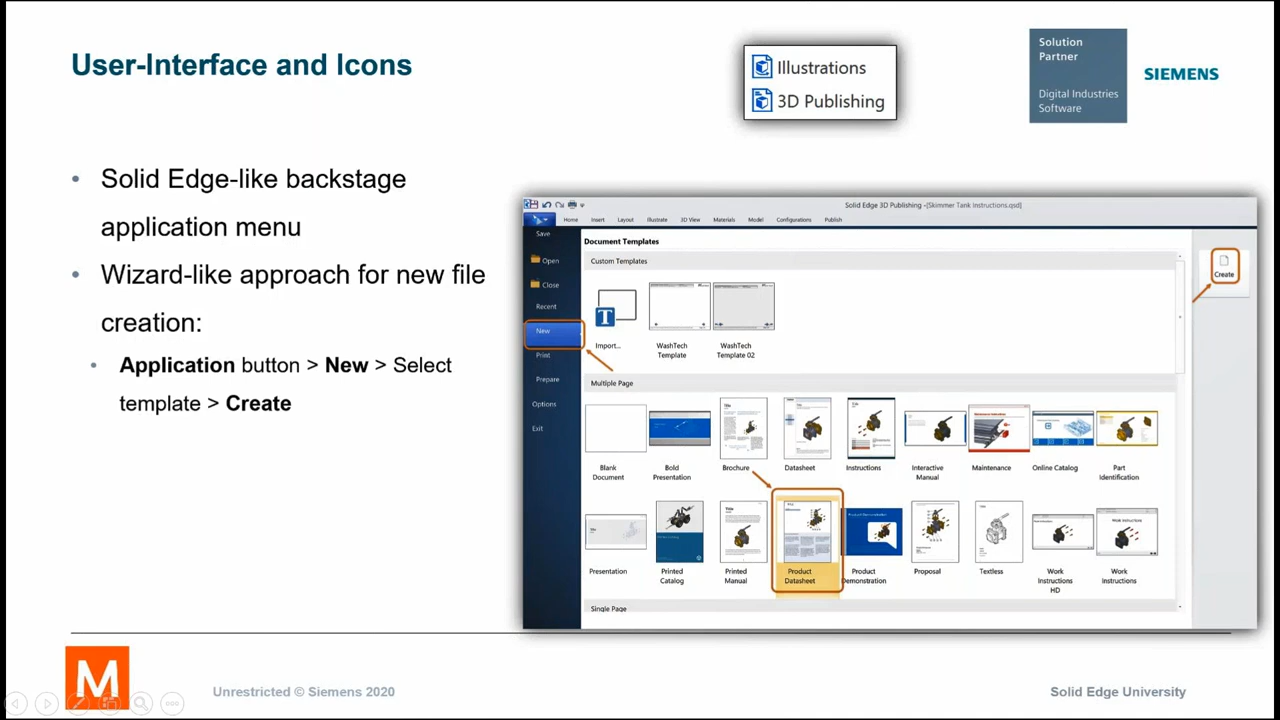 User-Interface and Icons
Illustrations
3D Publishing
Solution
Partner
Digital Industries
Software
SIEMENS
• Solid Edge-like backstage
application menu
• Wizard-like approach for new file
creation:
• Application button > New > Select
template > Create
Solid Edge 3D Publishing -[Skimmer Tank Instructions.qsd]
Home Insert Layout Illustrate 3D View Materials Model Configurations Publish
Save
Open
Close
Recent
New
Print
Prepare
Options
Exit
Document Templates
Custom Templates
Import...
WashTech
Template
WashTech
Template 02
Create
Multiple Page
Blank
Document
Bold
Presentation
Brochure
Datasheet
Instructions
Interactive
Manual
Maintenance
Online Catalog
Part
Identification
Presentation
Printed
Catalog
Printed
Manual
Product
Datasheet
Product
Demonstration
Proposal
Textless
Work
Instructions
HD
Work
Instructions
Single Page
M
Unrestricted © Siemens 2020
Solid Edge University